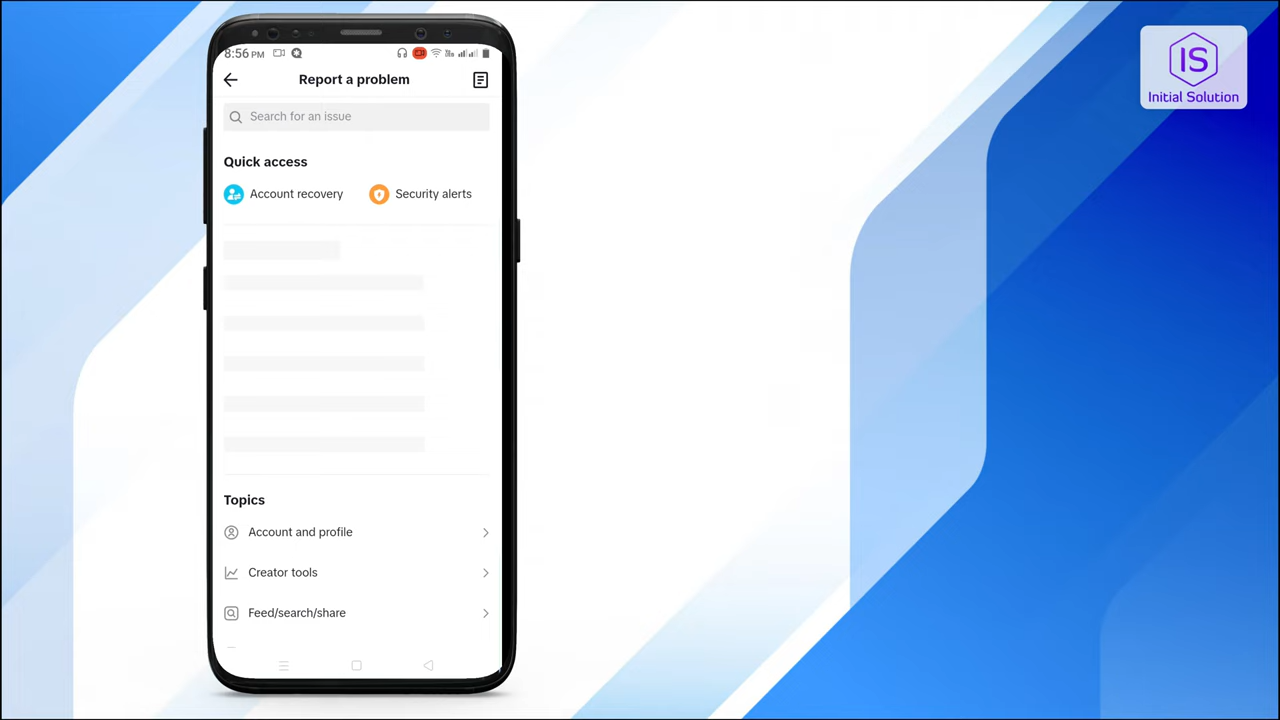 8:56 PM
Report a problem
Search for an issue
Quick access
Account recovery
Security alerts
Topics
Account and profile
Creator tools
Feed/search/share
IS
Initial Solution